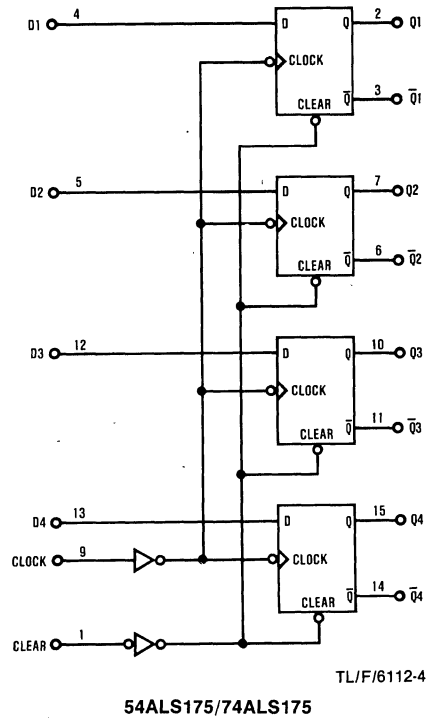 D1 4 D Q 2 Q1
CLOCK
CLEAR Q̅ 3 Q̅1
D2 5 D Q 7 Q2
CLOCK
CLEAR Q̅ 6 Q̅2
D3 12 D Q 10 Q3
CLOCK
CLEAR Q̅ 11 Q̅3
D4 13 D Q 15 Q4
CLOCK 9 CLOCK
CLEAR Q̅ 14 Q̅4
CLEAR 1
TL/F/6112-4
54ALS175/74ALS175